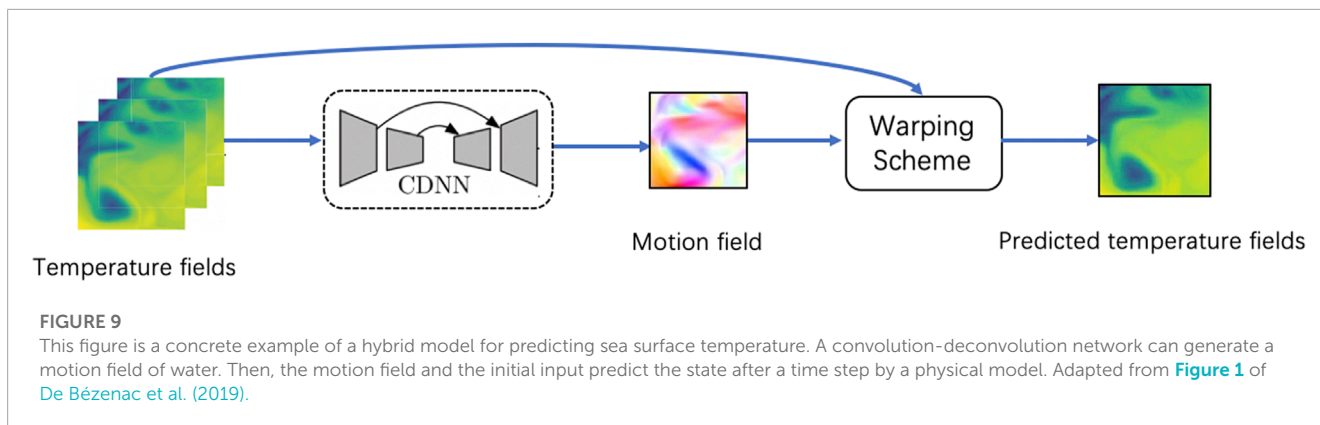 CDNN
Warping
Scheme
Temperature fields
Motion field
Predicted temperature fields
FIGURE 9
This figure is a concrete example of a hybrid model for predicting sea surface temperature. A convolution-deconvolution network can generate a
motion field of water. Then, the motion field and the initial input predict the state after a time step by a physical model. Adapted from Figure 1 of
De Bézenac et al. (2019).